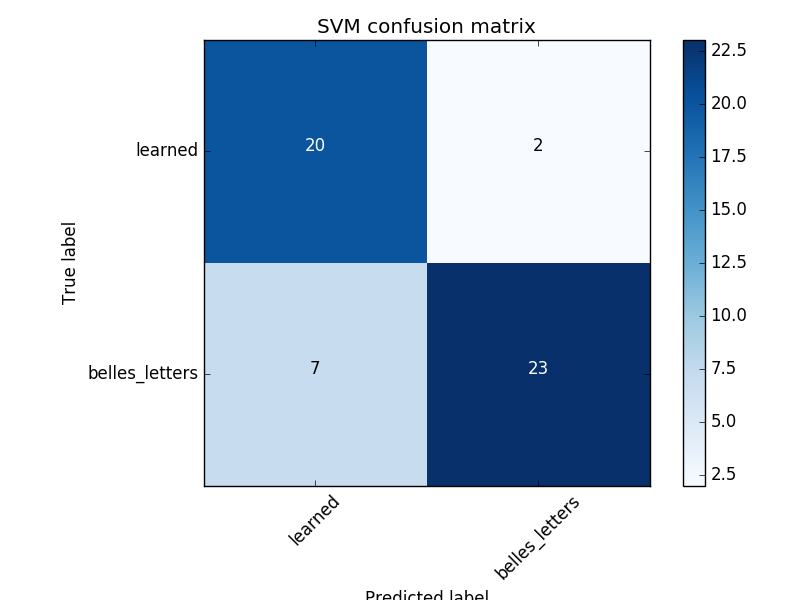 SVM confusion matrix
True label
learned
20
2
belles_letters
7
23
learned
belles_letters
Predicted label
22.5
20.0
17.5
15.0
12.5
10.0
7.5
5.0
2.5